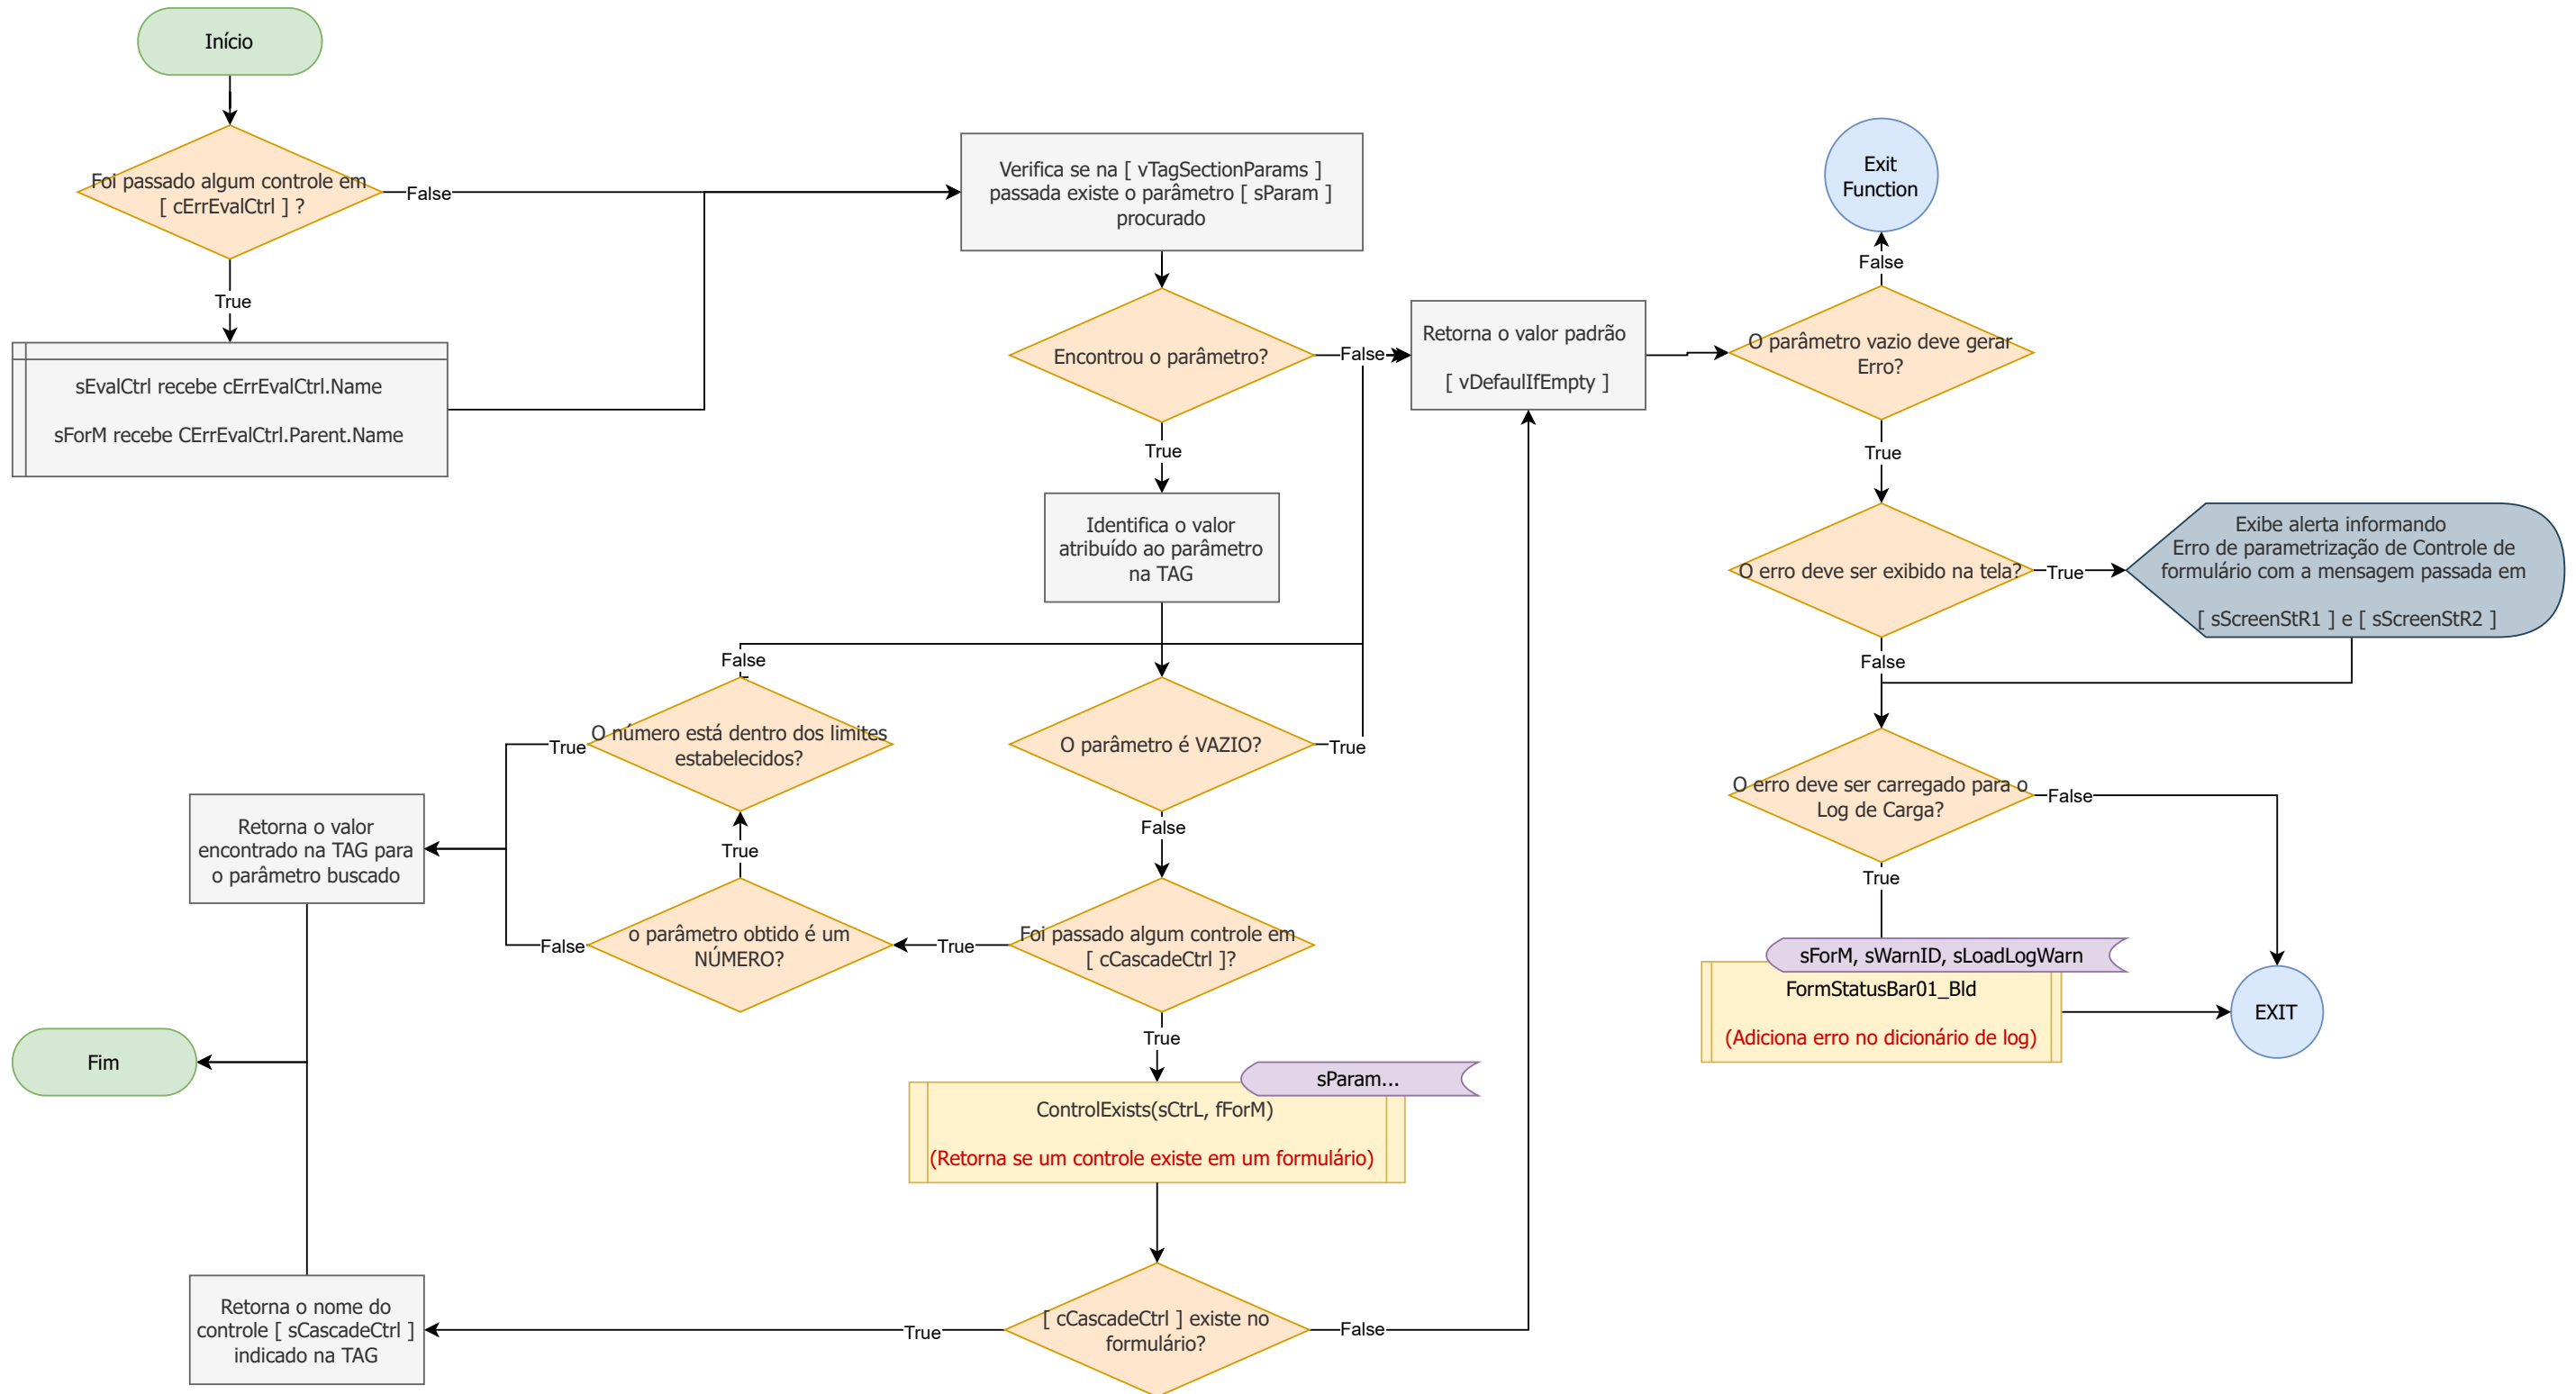 Início
Foi passado algum controle em
[ cErrEvalCtrl ] ?
False
True
sEvalCtrl recebe cErrEvalCtrl.Name
sForM recebe CErrEvalCtrl.Parent.Name
Verifica se na [ vTagSectionParams ]
passada existe o parâmetro [ sParam ]
procurado
Encontrou o parâmetro?
False
True
Identifica o valor
atribuído ao parâmetro
na TAG
O parâmetro é VAZIO?
True
False
Foi passado algum controle em
[ cCascadeCtrl ]?
True
True
o parâmetro obtido é um
NÚMERO?
True
False
O número está dentro dos limites
estabelecidos?
False
True
Retorna o valor
encontrado na TAG para
o parâmetro buscado
Fim
sParam...
ControlExists(sCtrL, fForM)
(Retorna se um controle existe em um formulário)
[ cCascadeCtrl ] existe no
formulário?
True
False
Retorna o nome do
controle [ sCascadeCtrl ]
indicado na TAG
Retorna o valor padrão
[ vDefaulIfEmpty ]
O parâmetro vazio deve gerar
Erro?
False
Exit
Function
True
O erro deve ser exibido na tela?
True
Exibe alerta informando
Erro de parametrização de Controle de
formulário com a mensagem passada em
[ sScreenStR1 ] e [ sScreenStR2 ]
False
O erro deve ser carregado para o
Log de Carga?
False
True
sForM, sWarnID, sLoadLogWarn
FormStatusBar01_Bld
(Adiciona erro no dicionário de log)
EXIT